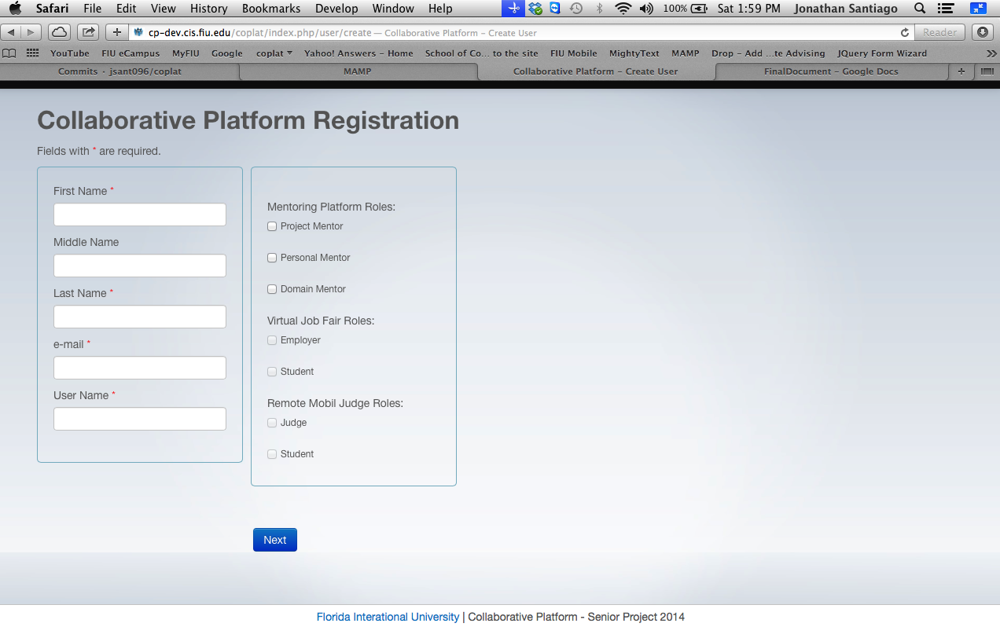 Safari File Edit View History Bookmarks Develop Window Help 100% Sat 1:59 PM Jonathan Santiago
cp-dev.cis.fiu.edu/coplat/index.php/user/create — Collaborative Platform – Create User Reader
YouTube FIU eCampus MyFIU Google coplat Yahoo! Answers – Home School of Co... to the site FIU Mobile MightyText MAMP Drop – Add ...te Advising JQuery Form Wizard
Commits · jsant096/coplat MAMP Collaborative Platform – Create User FinalDocument – Google Docs
Collaborative Platform Registration
Fields with * are required.
First Name *
Middle Name
Last Name *
e-mail *
User Name *
Mentoring Platform Roles:
Project Mentor
Personal Mentor
Domain Mentor
Virtual Job Fair Roles:
Employer
Student
Remote Mobil Judge Roles:
Judge
Student
Next
Florida Interational University | Collaborative Platform - Senior Project 2014